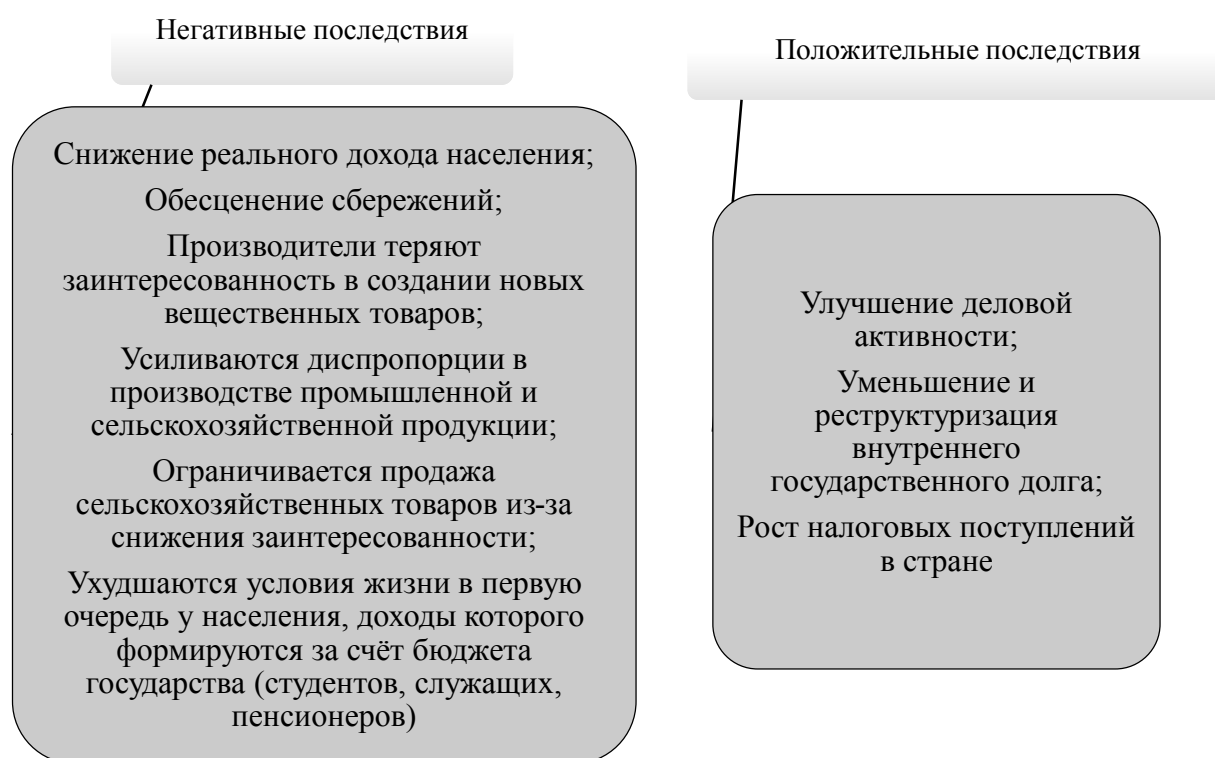 Негативные последствия
Снижение реального дохода населения;
Обесценение сбережений;
Производители теряют
заинтересованность в создании новых
вещественных товаров;
Усиливаются диспропорции в
производстве промышленной и
сельскохозяйственной продукции;
Ограничивается продажа
сельскохозяйственных товаров из-за
снижения заинтересованности;
Ухудшаются условия жизни в первую
очередь у населения, доходы которого
формируются за счёт бюджета
государства (студентов, служащих,
пенсионеров)
Положительные последствия
Улучшение деловой
активности;
Уменьшение и
реструктуризация
внутреннего
государственного долга;
Рост налоговых поступлений
в стране